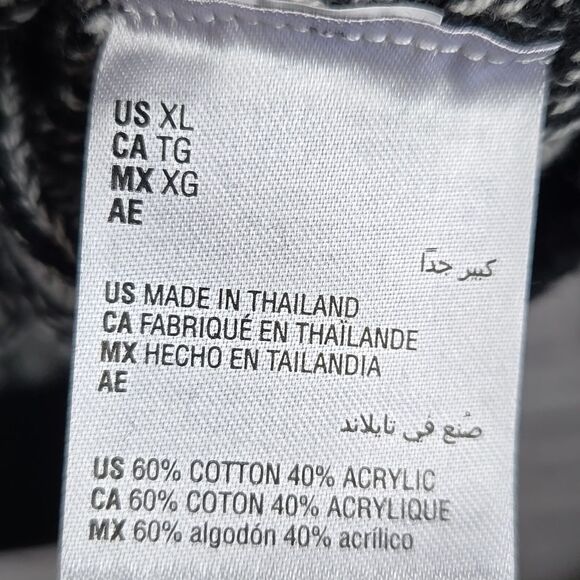 US XL
CA TG
MX XG
AE
كبير جداً
US MADE IN THAILAND
CA FABRIQUÉ EN THAÏLANDE
MX HECHO EN TAILANDIA
AE
صُنع في تايلاند
US 60% COTTON 40% ACRYLIC
CA 60% COTON 40% ACRYLIQUE
MX 60% algodón 40% acrílico